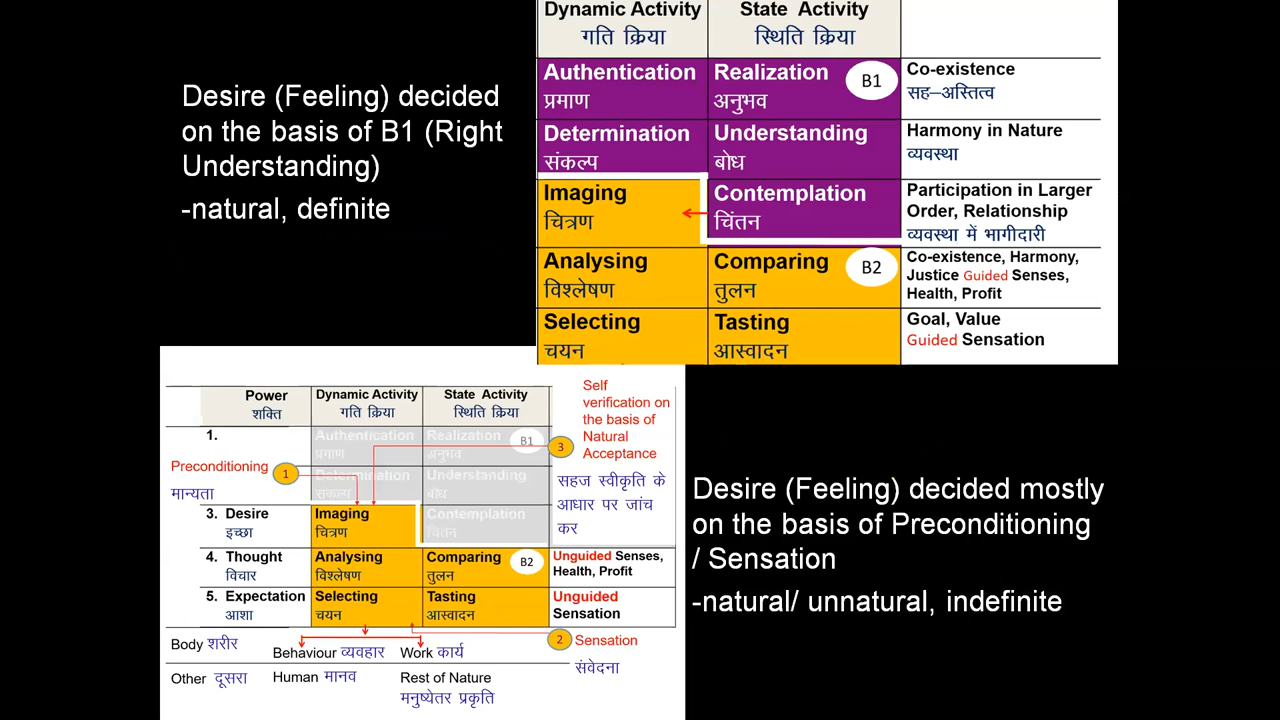 Desire (Feeling) decided
on the basis of B1 (Right
Understanding)
-natural, definite
Dynamic Activity State Activity
गति क्रिया स्थिति क्रिया
Authentication Realization B1 Co-existence
प्रमाण अनुभव सह–अस्तित्व
Determination Understanding Harmony in Nature
संकल्प बोध व्यवस्था
Imaging Contemplation Participation in Larger
Order, Relationship
चित्रण चिंतन व्यवस्था में भागीदारी
Analysing Comparing B2 Co-existence, Harmony,
Justice Guided Senses,
विश्लेषण तुलन Health, Profit
Selecting Tasting Goal, Value
चयन आस्वादन Guided Sensation
Power Dynamic Activity State Activity
शक्ति गति क्रिया स्थिति क्रिया
Self
verification on
the basis of
Natural
Acceptance
सहज स्वीकृति के
आधार पर जांच
कर
1. Authentication Realization B1 3
प्रमाण अनुभव
Preconditioning 1 Determination Understanding
मान्यता संकल्प बोध
3. Desire Imaging Contemplation
इच्छा चित्रण चिंतन
4. Thought Analysing Comparing B2 Unguided Senses,
विचार विश्लेषण तुलन Health, Profit
5. Expectation Selecting Tasting Unguided
आशा चयन आस्वादन Sensation
Body शरीर Behaviour व्यवहार Work कार्य 2 Sensation
संवेदना
Other दूसरा Human मानव Rest of Nature
मनुष्येतर प्रकृति
Desire (Feeling) decided mostly
on the basis of Preconditioning
/ Sensation
-natural/ unnatural, indefinite